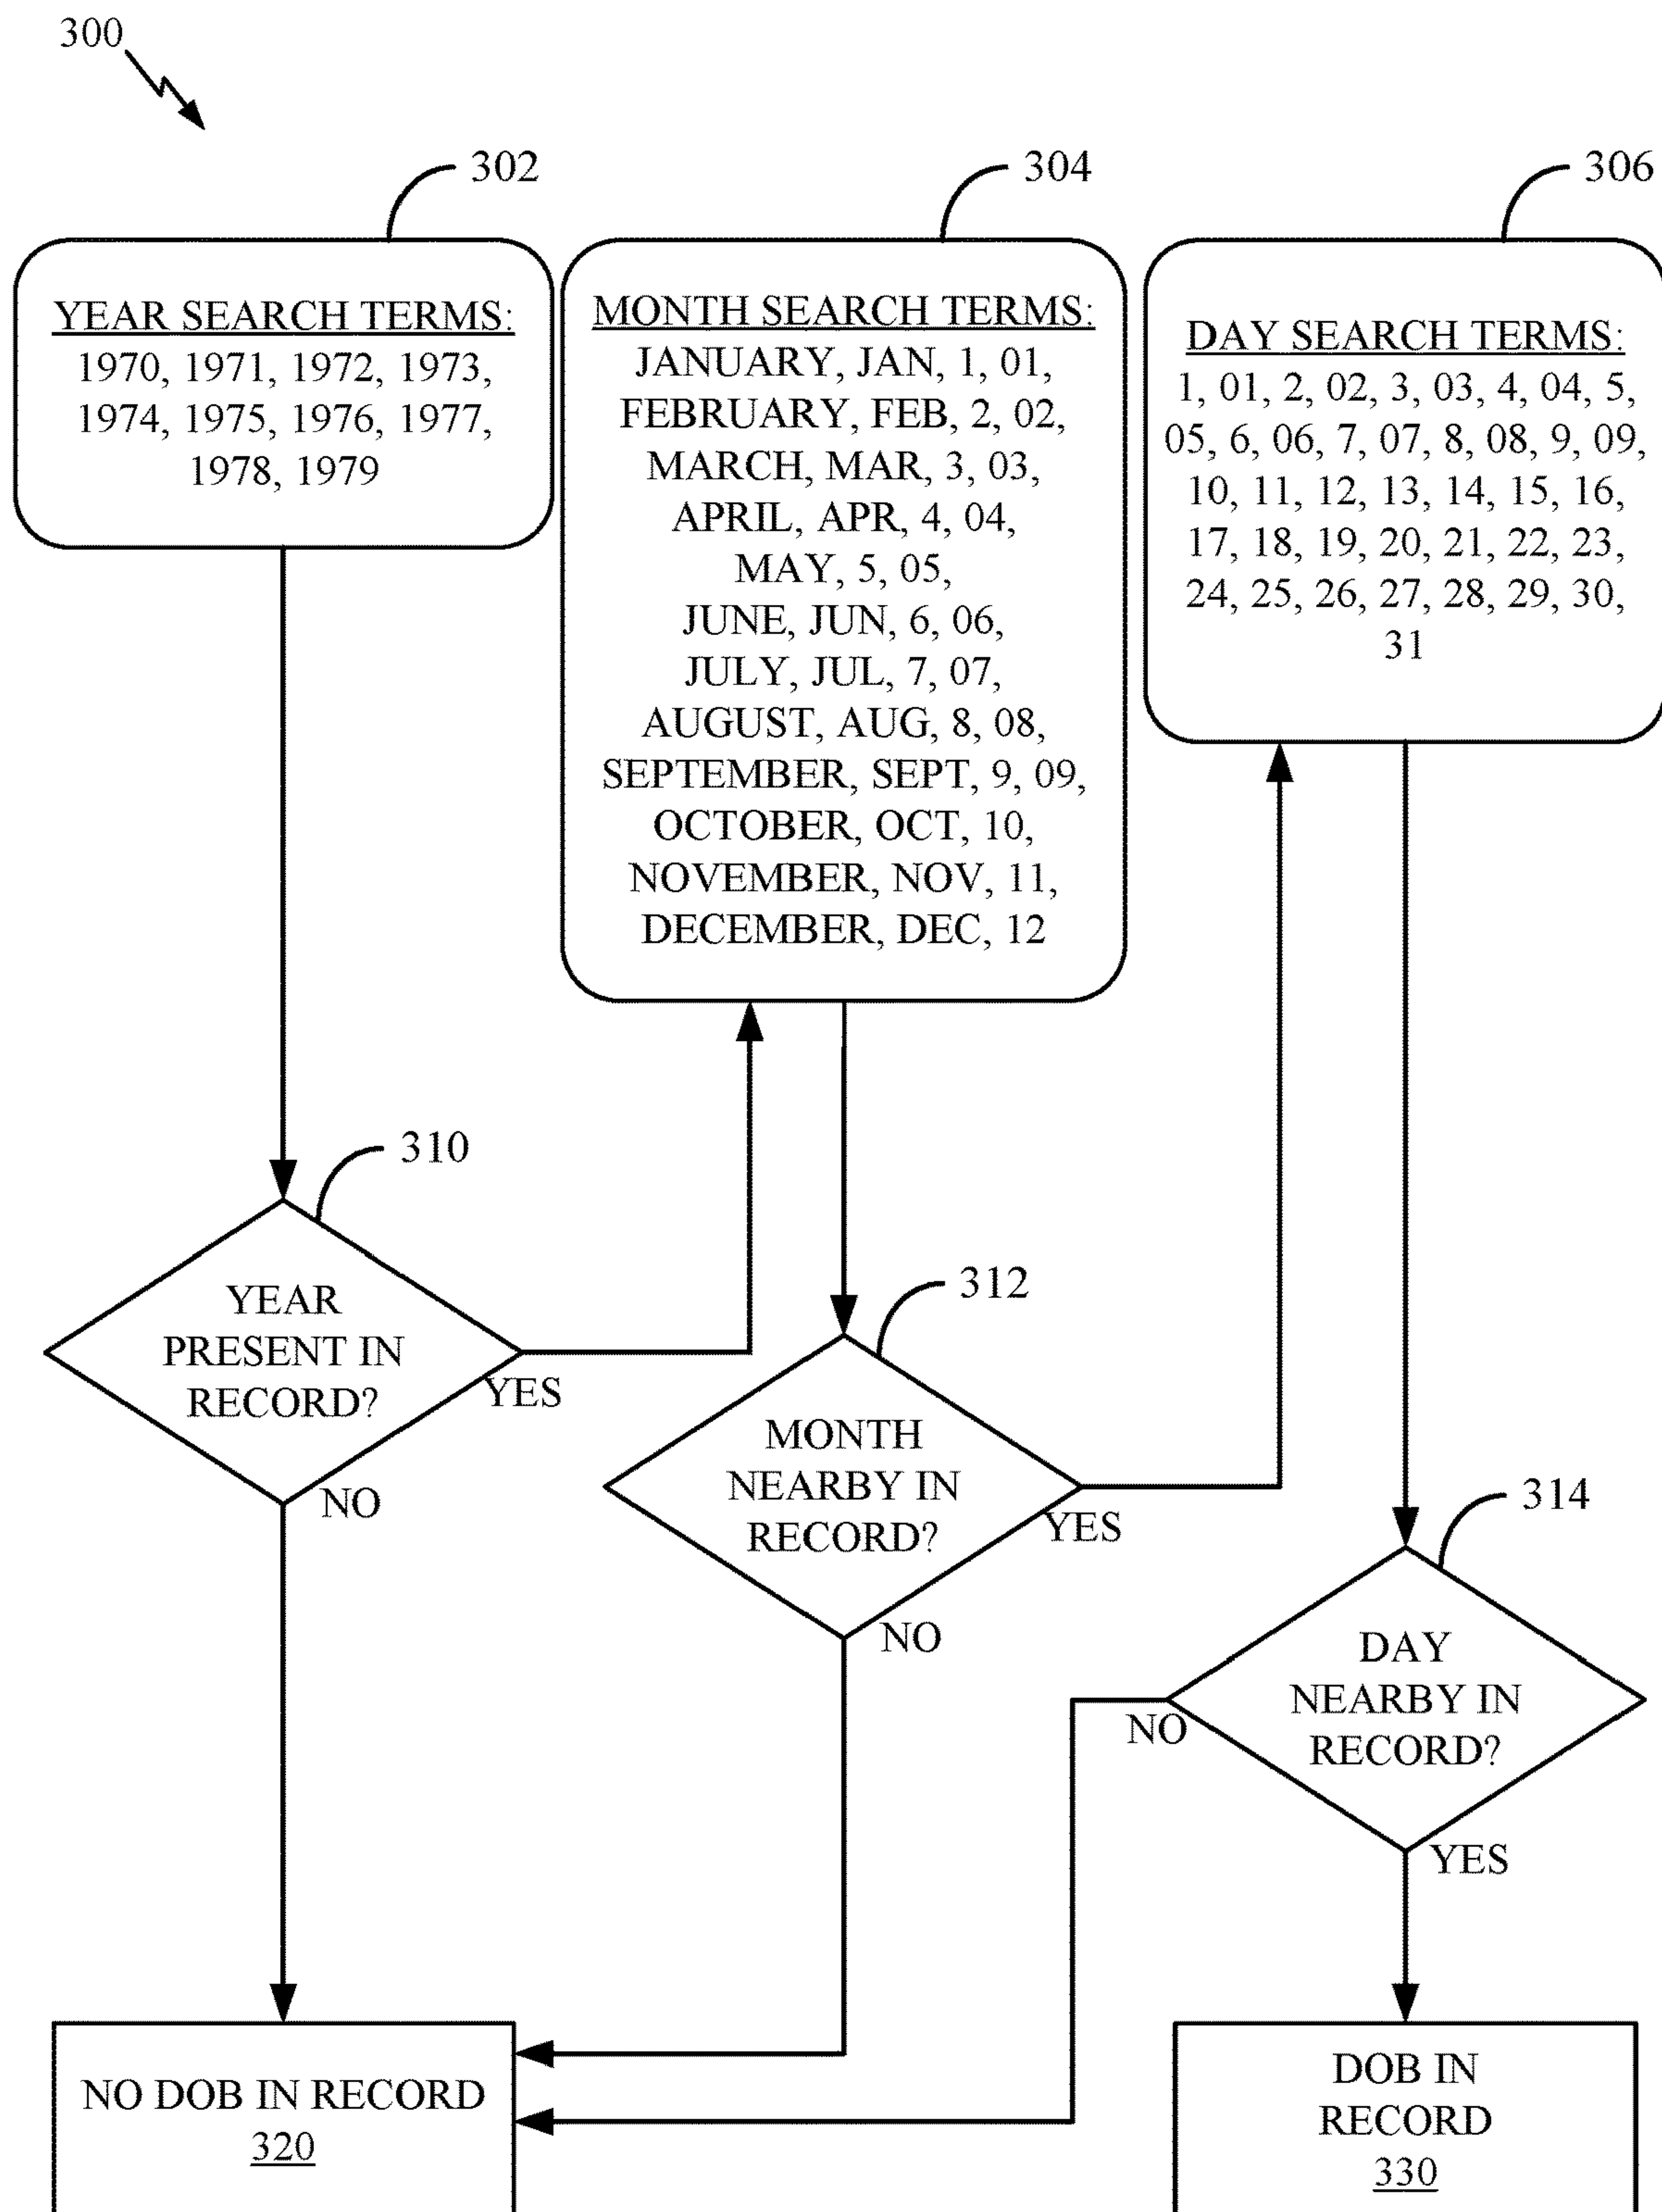 300
302
YEAR SEARCH TERMS:
1970, 1971, 1972, 1973,
1974, 1975, 1976, 1977,
1978, 1979
304
MONTH SEARCH TERMS:
JANUARY, JAN, 1, 01,
FEBRUARY, FEB, 2, 02,
MARCH, MAR, 3, 03,
APRIL, APR, 4, 04,
MAY, 5, 05,
JUNE, JUN, 6, 06,
JULY, JUL, 7, 07,
AUGUST, AUG, 8, 08,
SEPTEMBER, SEPT, 9, 09,
OCTOBER, OCT, 10,
NOVEMBER, NOV, 11,
DECEMBER, DEC, 12
306
DAY SEARCH TERMS:
1, 01, 2, 02, 3, 03, 4, 04, 5,
05, 6, 06, 7, 07, 8, 08, 9, 09,
10, 11, 12, 13, 14, 15, 16,
17, 18, 19, 20, 21, 22, 23,
24, 25, 26, 27, 28, 29, 30,
31
310
YEAR
PRESENT IN
RECORD?
YES
NO
312
MONTH
NEARBY IN
RECORD?
YES
NO
314
DAY
NEARBY IN
RECORD?
NO
YES
NO DOB IN RECORD
320
DOB IN
RECORD
330